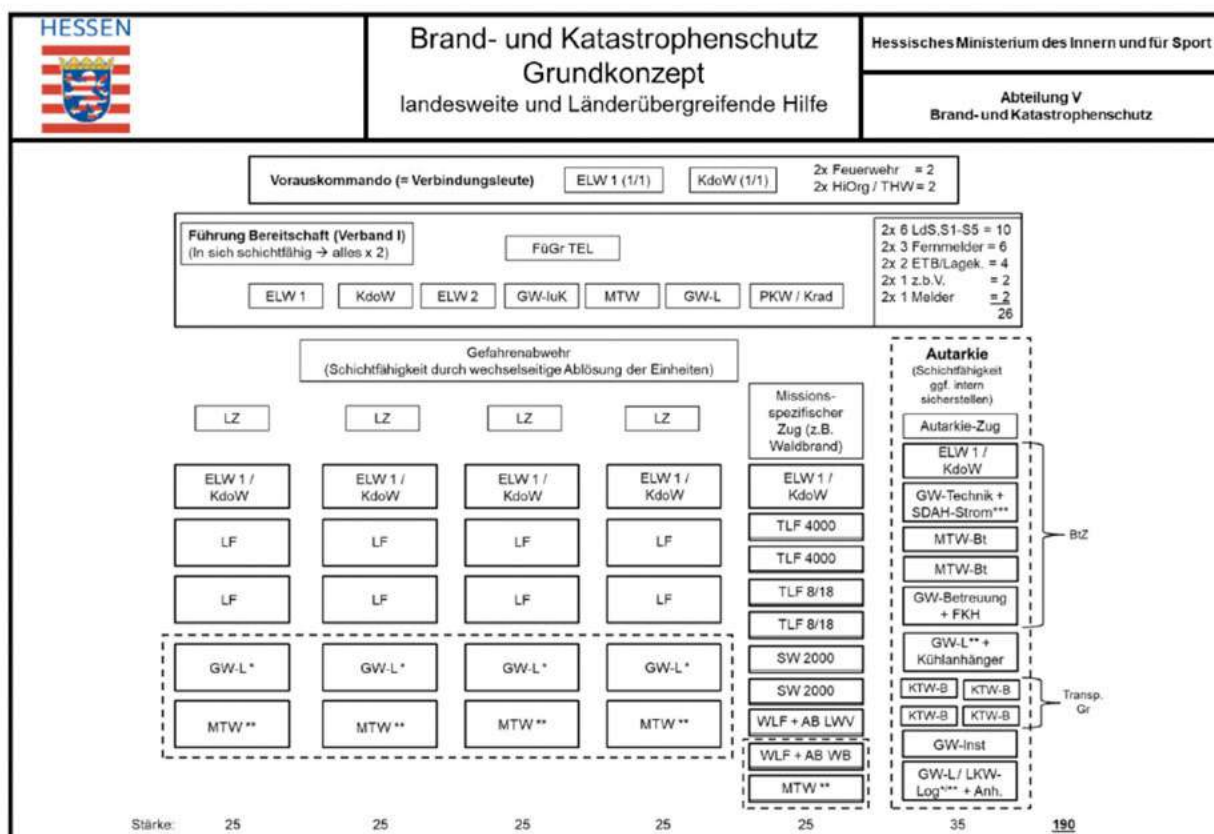 HESSEN
Brand- und Katastrophenschutz
Grundkonzept
landesweite und Länderübergreifende Hilfe
Hessisches Ministerium des Innern und für Sport
Abteilung V
Brand- und Katastrophenschutz
Vorauskommando (= Verbindungsleute)
ELW 1 (1/1)
KdoW (1/1)
2x Feuerwehr = 2
2x HiOrg / THW = 2
Führung Bereitschaft (Verband I)
(In sich schichtfähig → alles x 2)
FüGr TEL
ELW 1
KdoW
ELW 2
GW-IuK
MTW
GW-L
PKW / Krad
2x 6 LdS,S1-S5 = 10
2x 3 Fernmelder = 6
2x 2 ETB/Lagek. = 4
2x 1 z.b.V. = 2
2x 1 Melder = 2
26
Gefahrenabwehr
(Schichtfähigkeit durch wechselseitige Ablösung der Einheiten)
LZ
LZ
LZ
LZ
ELW 1 /
KdoW
ELW 1 /
KdoW
ELW 1 /
KdoW
ELW 1 /
KdoW
LF
LF
LF
LF
LF
LF
LF
LF
GW-L*
GW-L*
GW-L*
GW-L*
MTW **
MTW **
MTW **
MTW **
Missions-
spezifischer
Zug (z.B.
Waldbrand)
ELW 1 /
KdoW
TLF 4000
TLF 4000
TLF 8/18
TLF 8/18
SW 2000
SW 2000
WLF + AB LWV
WLF + AB WB
MTW **
Autarkie
(Schichtfähigkeit
ggf. intern
sicherstellen)
Autarkie-Zug
ELW 1 /
KdoW
GW-Technik +
SDAH-Strom***
MTW-Bt
MTW-Bt
GW-Betreuung
+ FKH
BtZ
GW-L** +
Kühlanhänger
KTW-B KTW-B
KTW-B KTW-B
Transp.
Gr
GW-Inst
GW-L / LKW-
Log*/** + Anh.
Stärke: 25 25 25 25 25 35 190